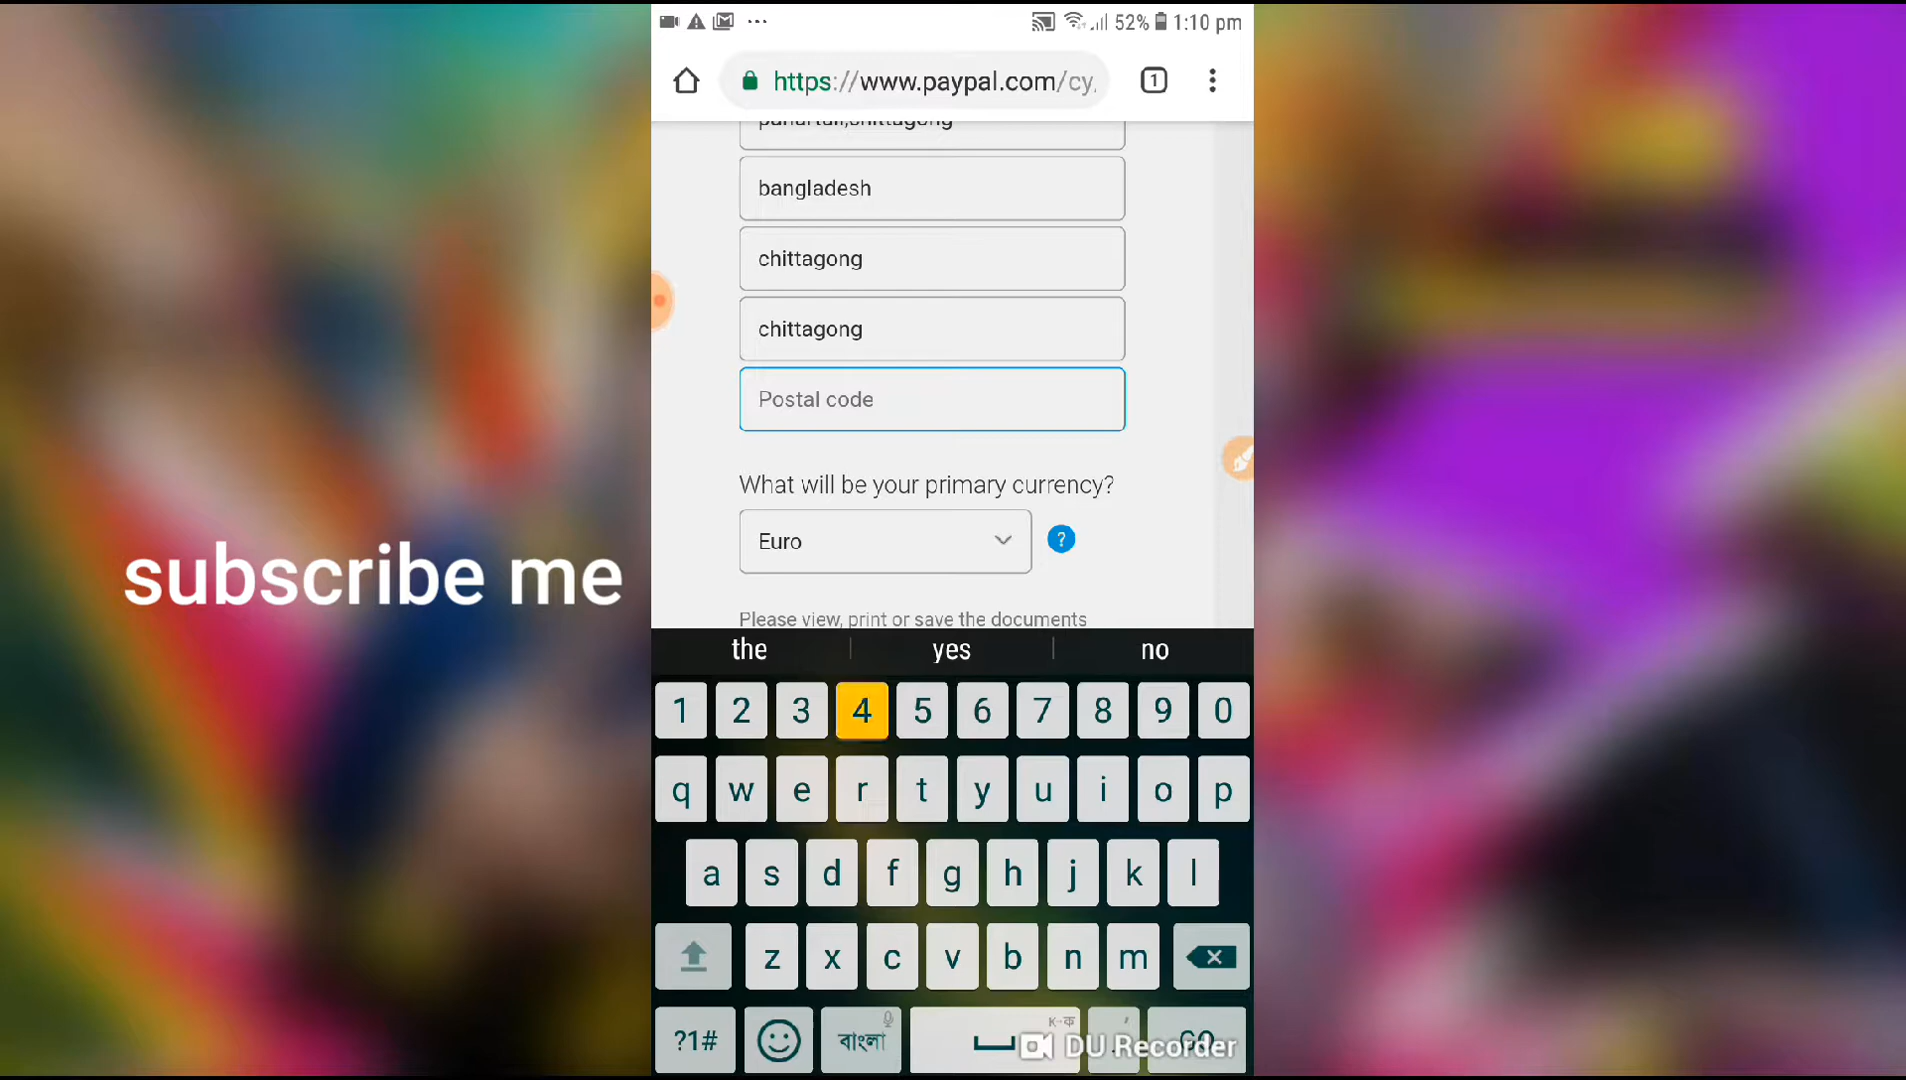 52% 1:10 pm
https://www.paypal.com/cy,
1
bangladesh
chittagong
chittagong
Postal code
What will be your primary currency?
Euro
?
Please view, print or save the documents
subscribe me
the yes no
1 2 3 4 5 6 7 8 9 0
q w e r t y u i o p
a s d f g h j k l
z x c v b n m
?1# বাংলা
DU Recorder